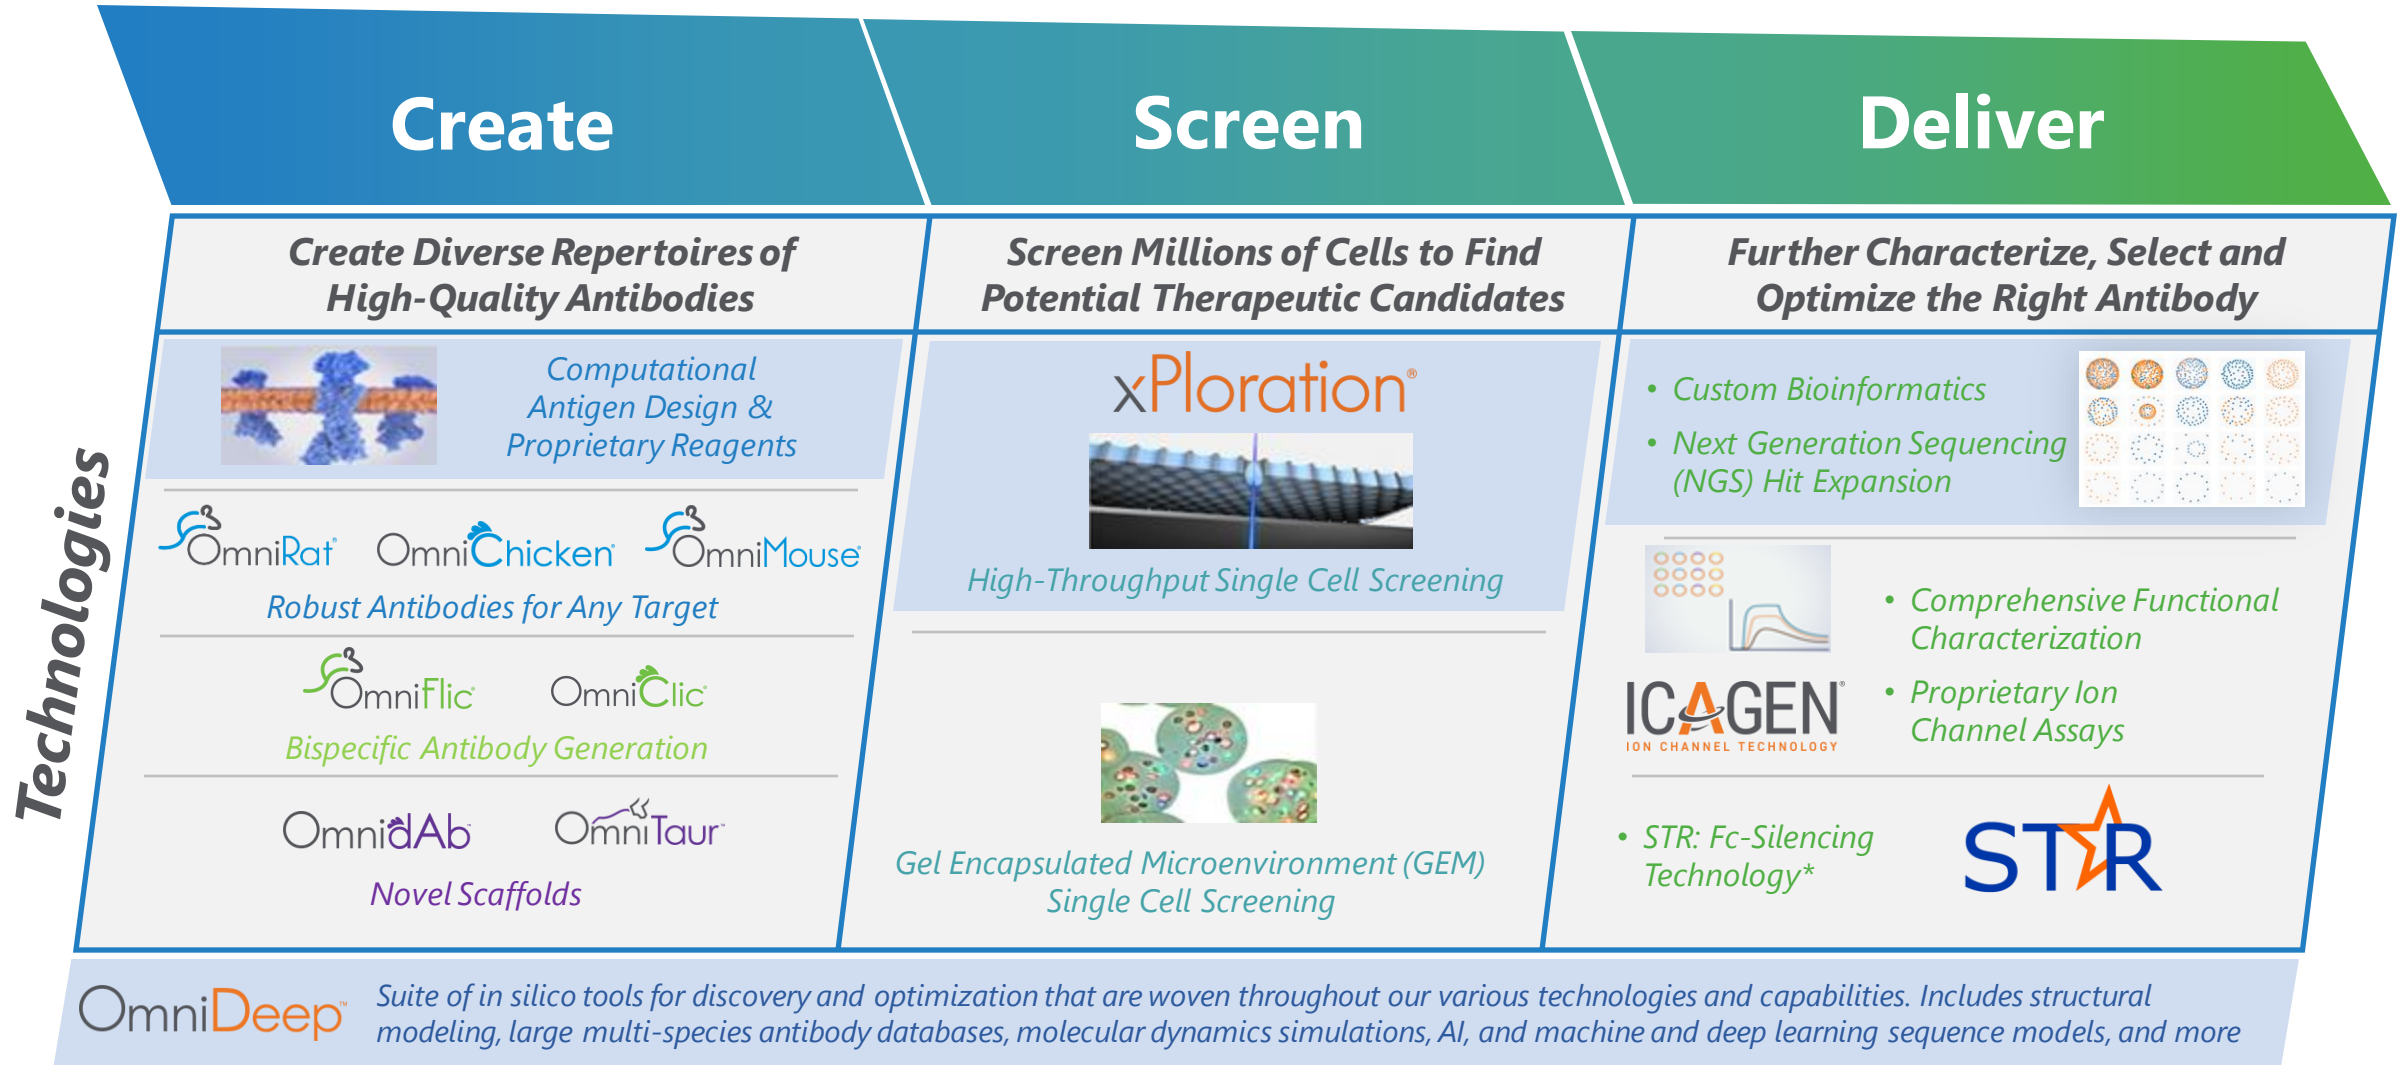 Create
Screen
Deliver
Technologies
Create Diverse Repertoires of
High-Quality Antibodies
Computational
Antigen Design &
Proprietary Reagents
OmniRat®
OmniChicken®
OmniMouse®
Robust Antibodies for Any Target
OmniFlic®
OmniClic®
Bispecific Antibody Generation
OmnidAb™
OmniTaur™
Novel Scaffolds
Screen Millions of Cells to Find
Potential Therapeutic Candidates
xPloration®
High-Throughput Single Cell Screening
Gel Encapsulated Microenvironment (GEM)
Single Cell Screening
Further Characterize, Select and
Optimize the Right Antibody
• Custom Bioinformatics
• Next Generation Sequencing
(NGS) Hit Expansion
ICAGEN®
ION CHANNEL TECHNOLOGY
• Comprehensive Functional
Characterization
• Proprietary Ion
Channel Assays
• STR: Fc-Silencing
Technology*
STR
OmniDeep™
Suite of in silico tools for discovery and optimization that are woven throughout our various technologies and capabilities. Includes structural
modeling, large multi-species antibody databases, molecular dynamics simulations, AI, and machine and deep learning sequence models, and more